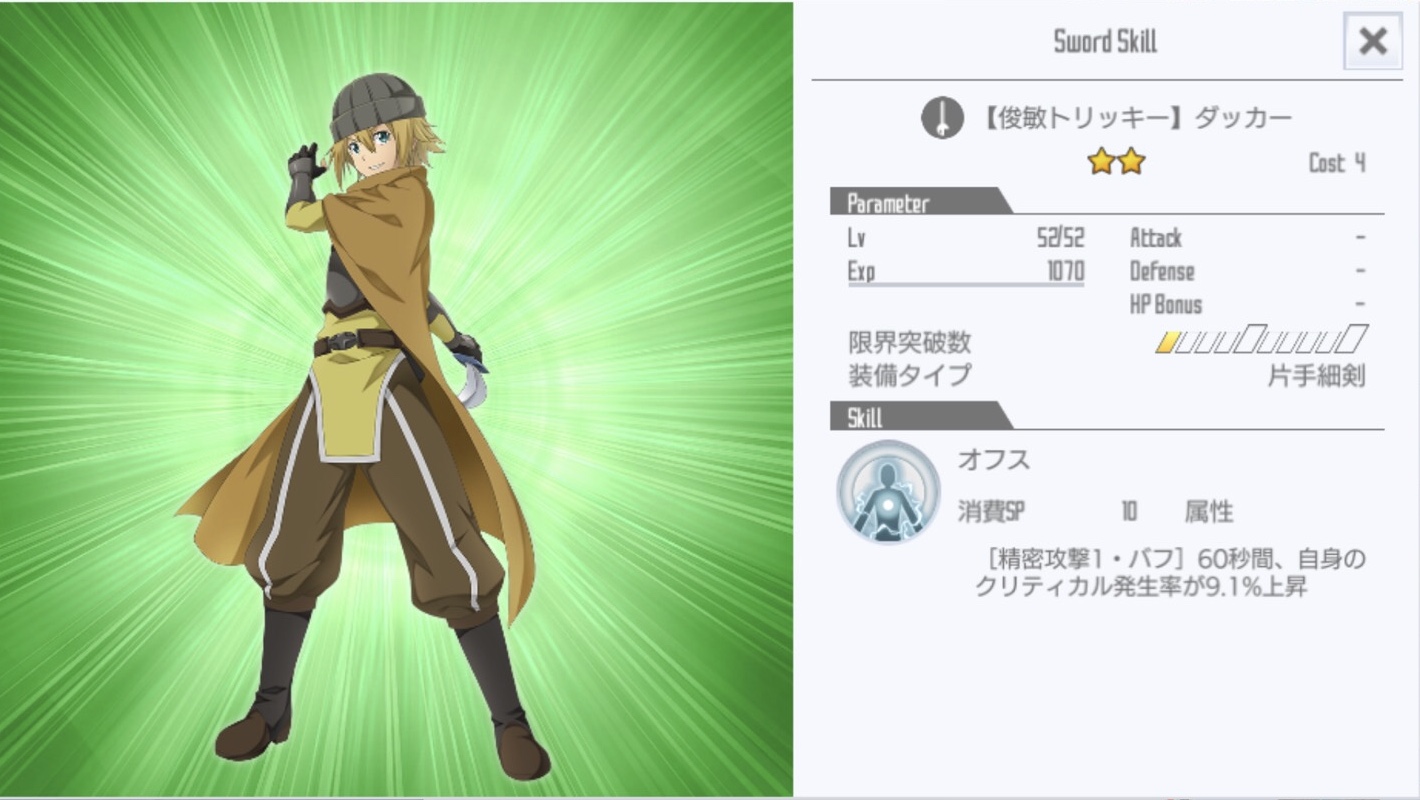 Sword Skill
【俊敏トリッキー】ダッカー
Cost 4
Parameter
Lv 52/52 Attack -
Exp 1070 Defense -
HP Bonus -
限界突破数
装備タイプ 片手細剣
Skill
オフス
消費SP 10 属性
［精密攻撃1・バフ］60秒間、自身の
クリティカル発生率が9.1%上昇